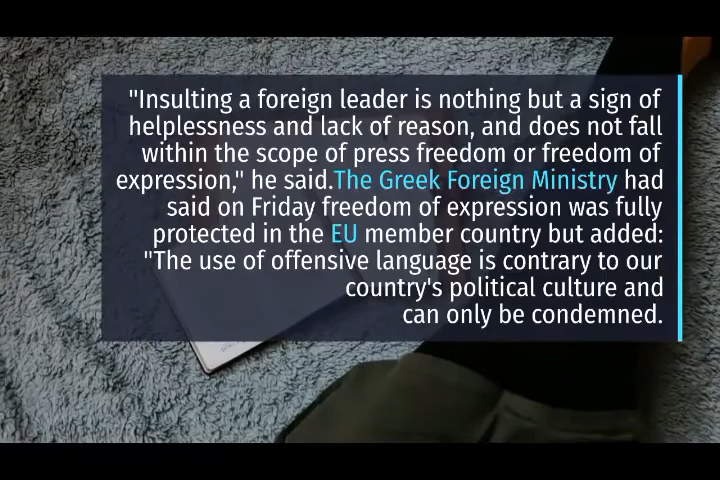 "Insulting a foreign leader is nothing but a sign of
helplessness and lack of reason, and does not fall
within the scope of press freedom or freedom of
expression," he said.The Greek Foreign Ministry had
said on Friday freedom of expression was fully
protected in the EU member country but added:
"The use of offensive language is contrary to our
country's political culture and
can only be condemned.